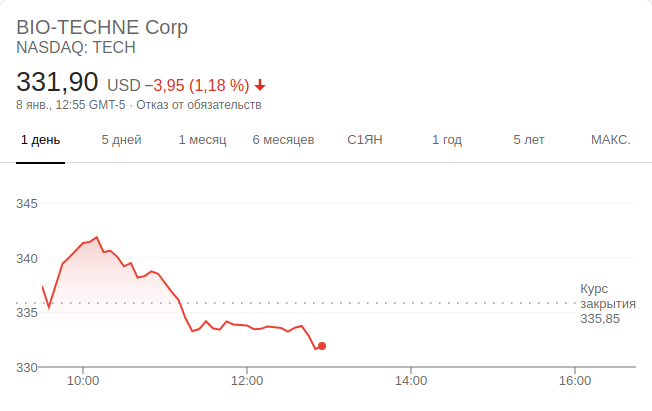 BIO-TECHNE Corp
NASDAQ: TECH
331,90 USD −3,95 (1,18 %)
8 янв., 12:55 GMT-5 · Отказ от обязательств
1 день 5 дней 1 месяц 6 месяцев С1ЯН 1 год 5 лет МАКС.
345
340
335
330
Курс
закрытия
335,85
10:00 12:00 14:00 16:00